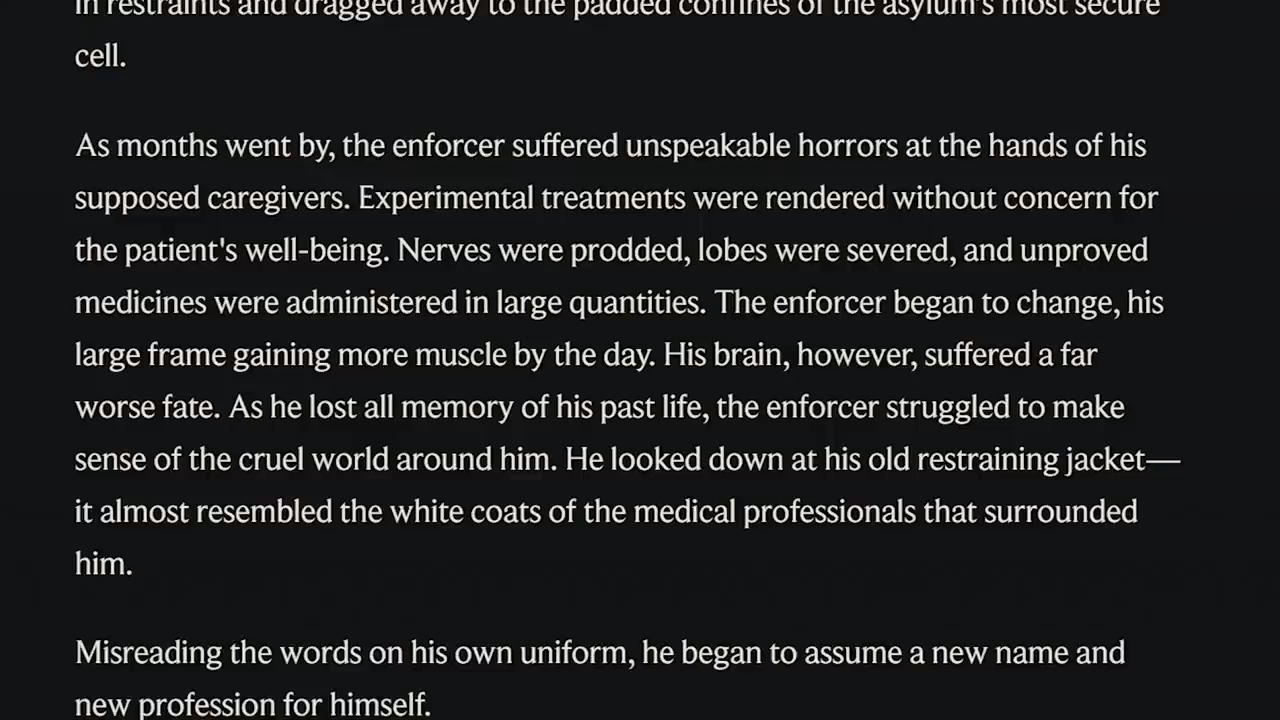 in restraints and dragged away to the padded confines of the asylum's most secure
cell.
As months went by, the enforcer suffered unspeakable horrors at the hands of his
supposed caregivers. Experimental treatments were rendered without concern for
the patient's well-being. Nerves were prodded, lobes were severed, and unproved
medicines were administered in large quantities. The enforcer began to change, his
large frame gaining more muscle by the day. His brain, however, suffered a far
worse fate. As he lost all memory of his past life, the enforcer struggled to make
sense of the cruel world around him. He looked down at his old restraining jacket—
it almost resembled the white coats of the medical professionals that surrounded
him.
Misreading the words on his own uniform, he began to assume a new name and
new profession for himself.